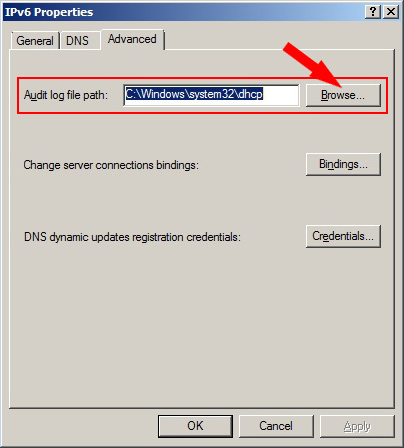 IPv6 Properties
General DNS Advanced
Audit log file path: C:\Windows\system32\dhcp Browse...
Change server connections bindings: Bindings...
DNS dynamic updates registration credentials: Credentials...
OK Cancel Apply